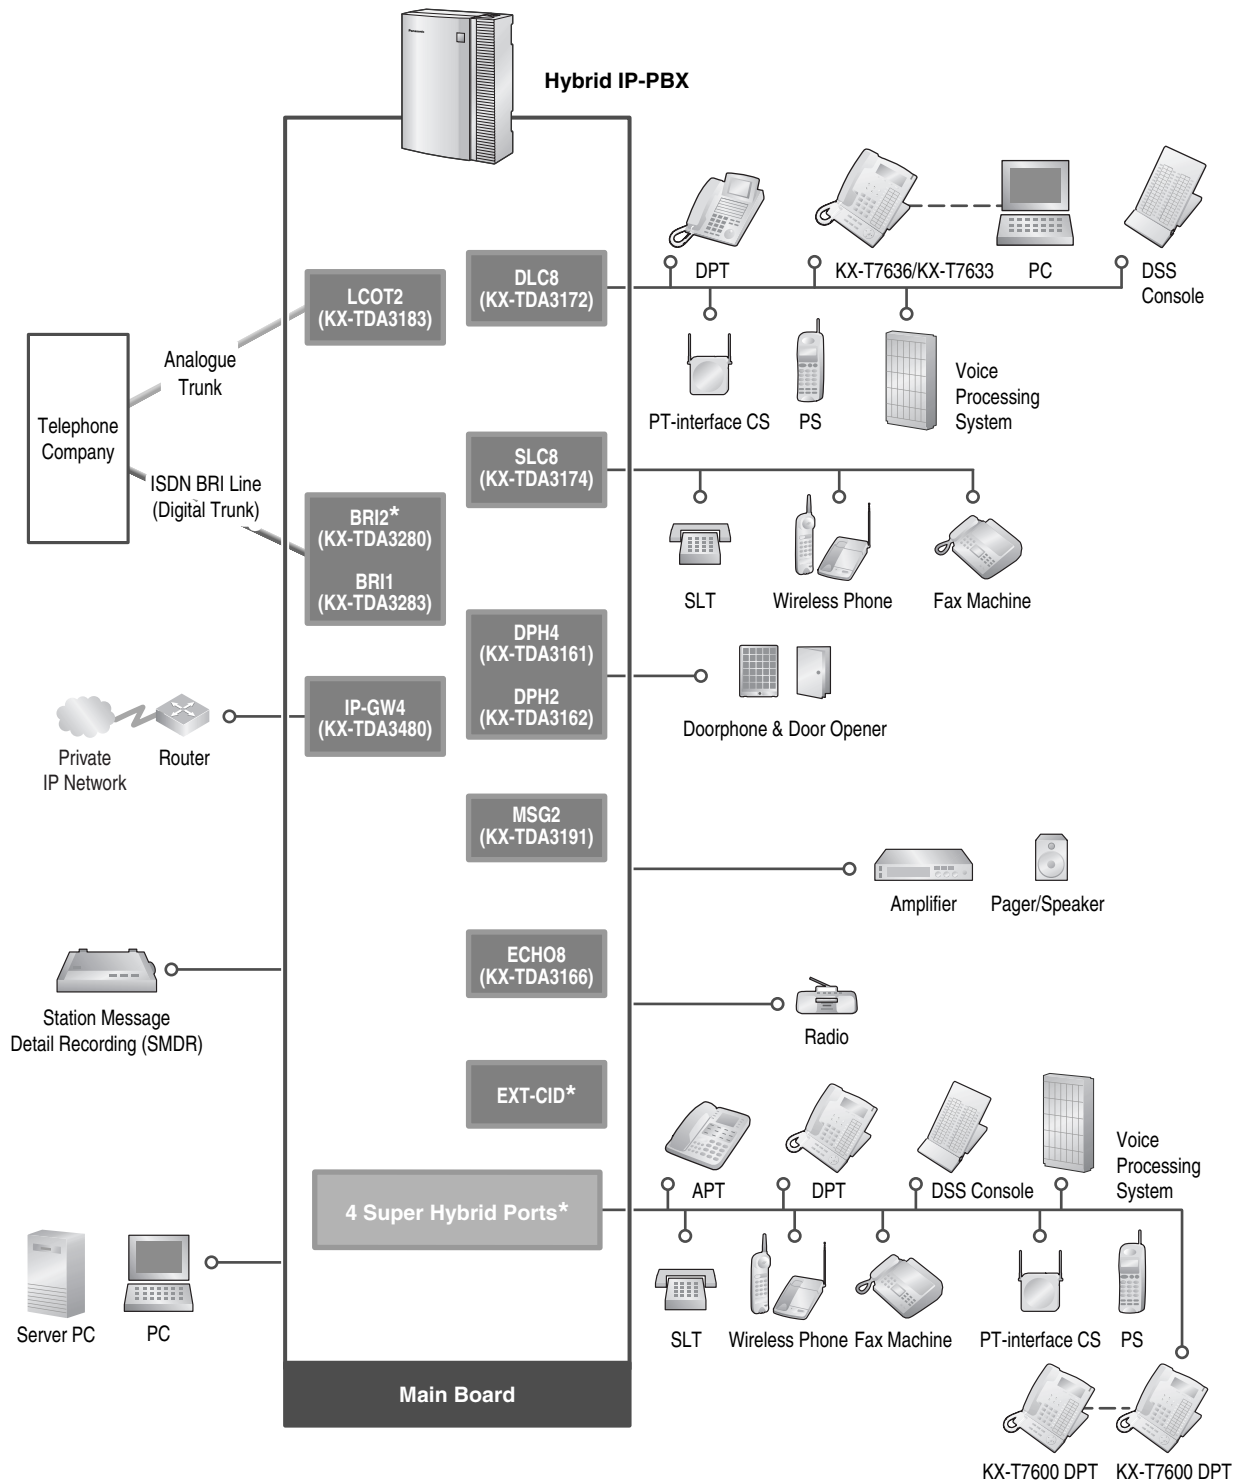 Panasonic
Hybrid IP-PBX
DPT
KX-T7636/KX-T7633
PC
DSS
Console
DLC8
(KX-TDA3172)
LCOT2
(KX-TDA3183)
Analogue
Trunk
Telephone
Company
PT-interface CS
PS
Voice
Processing
System
SLC8
(KX-TDA3174)
ISDN BRI Line
(Digital Trunk)
BRI2*
(KX-TDA3280)
BRI1
(KX-TDA3283)
SLT
Wireless Phone
Fax Machine
DPH4
(KX-TDA3161)
DPH2
(KX-TDA3162)
Doorphone & Door Opener
IP-GW4
(KX-TDA3480)
Private
IP Network
Router
MSG2
(KX-TDA3191)
Amplifier
Pager/Speaker
ECHO8
(KX-TDA3166)
Station Message
Detail Recording (SMDR)
Radio
EXT-CID*
APT
DPT
DSS Console
Voice
Processing
System
4 Super Hybrid Ports*
Server PC
PC
SLT
Wireless Phone
Fax Machine
PT-interface CS
PS
Main Board
KX-T7600 DPT
KX-T7600 DPT